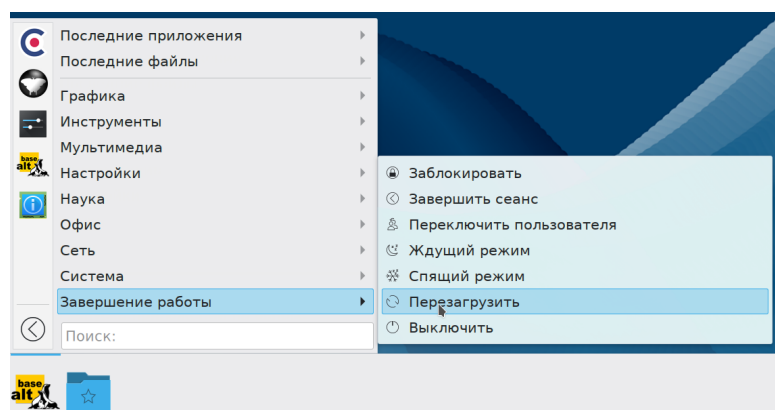 Последние приложения
Последние файлы
Графика
Инструменты
Мультимедиа
base
alt
Настройки
Наука
Офис
Сеть
Система
Завершение работы
Поиск:
Заблокировать
Завершить сеанс
Переключить пользователя
Ждущий режим
Спящий режим
Перезагрузить
Выключить
base
alt